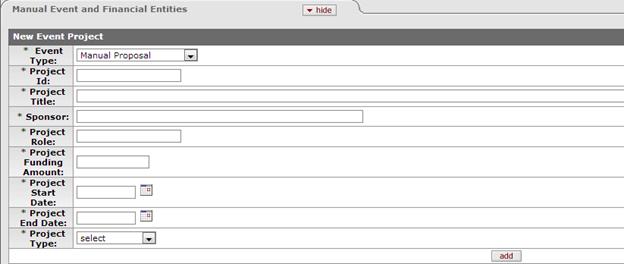 Manual Event and Financial Entities
hide
New Event Project
* Event
Type:
Manual Proposal
* Project
Id:
* Project
Title:
* Sponsor:
* Project
Role:
* Project
Funding
Amount:
* Project
Start
Date:
* Project
End Date:
* Project
Type:
select
add